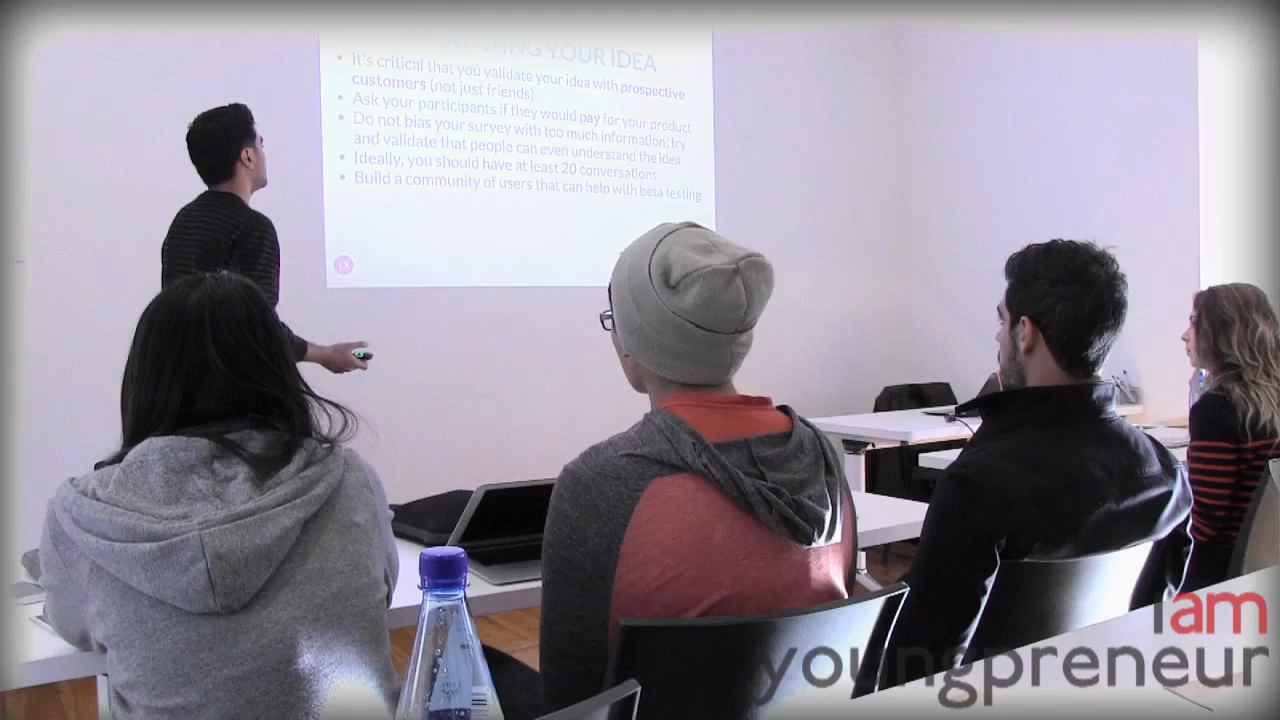 YOUR IDEA
• It's critical that you validate your idea with prospective
customers (not just friends)
• Ask your participants if they would pay for your product
• Do not bias your survey with too much information; try
and validate that people can even understand the idea
• Ideally, you should have at least 20 conversations
• Build a community of users that can help with beta testing
iam
youngpreneur